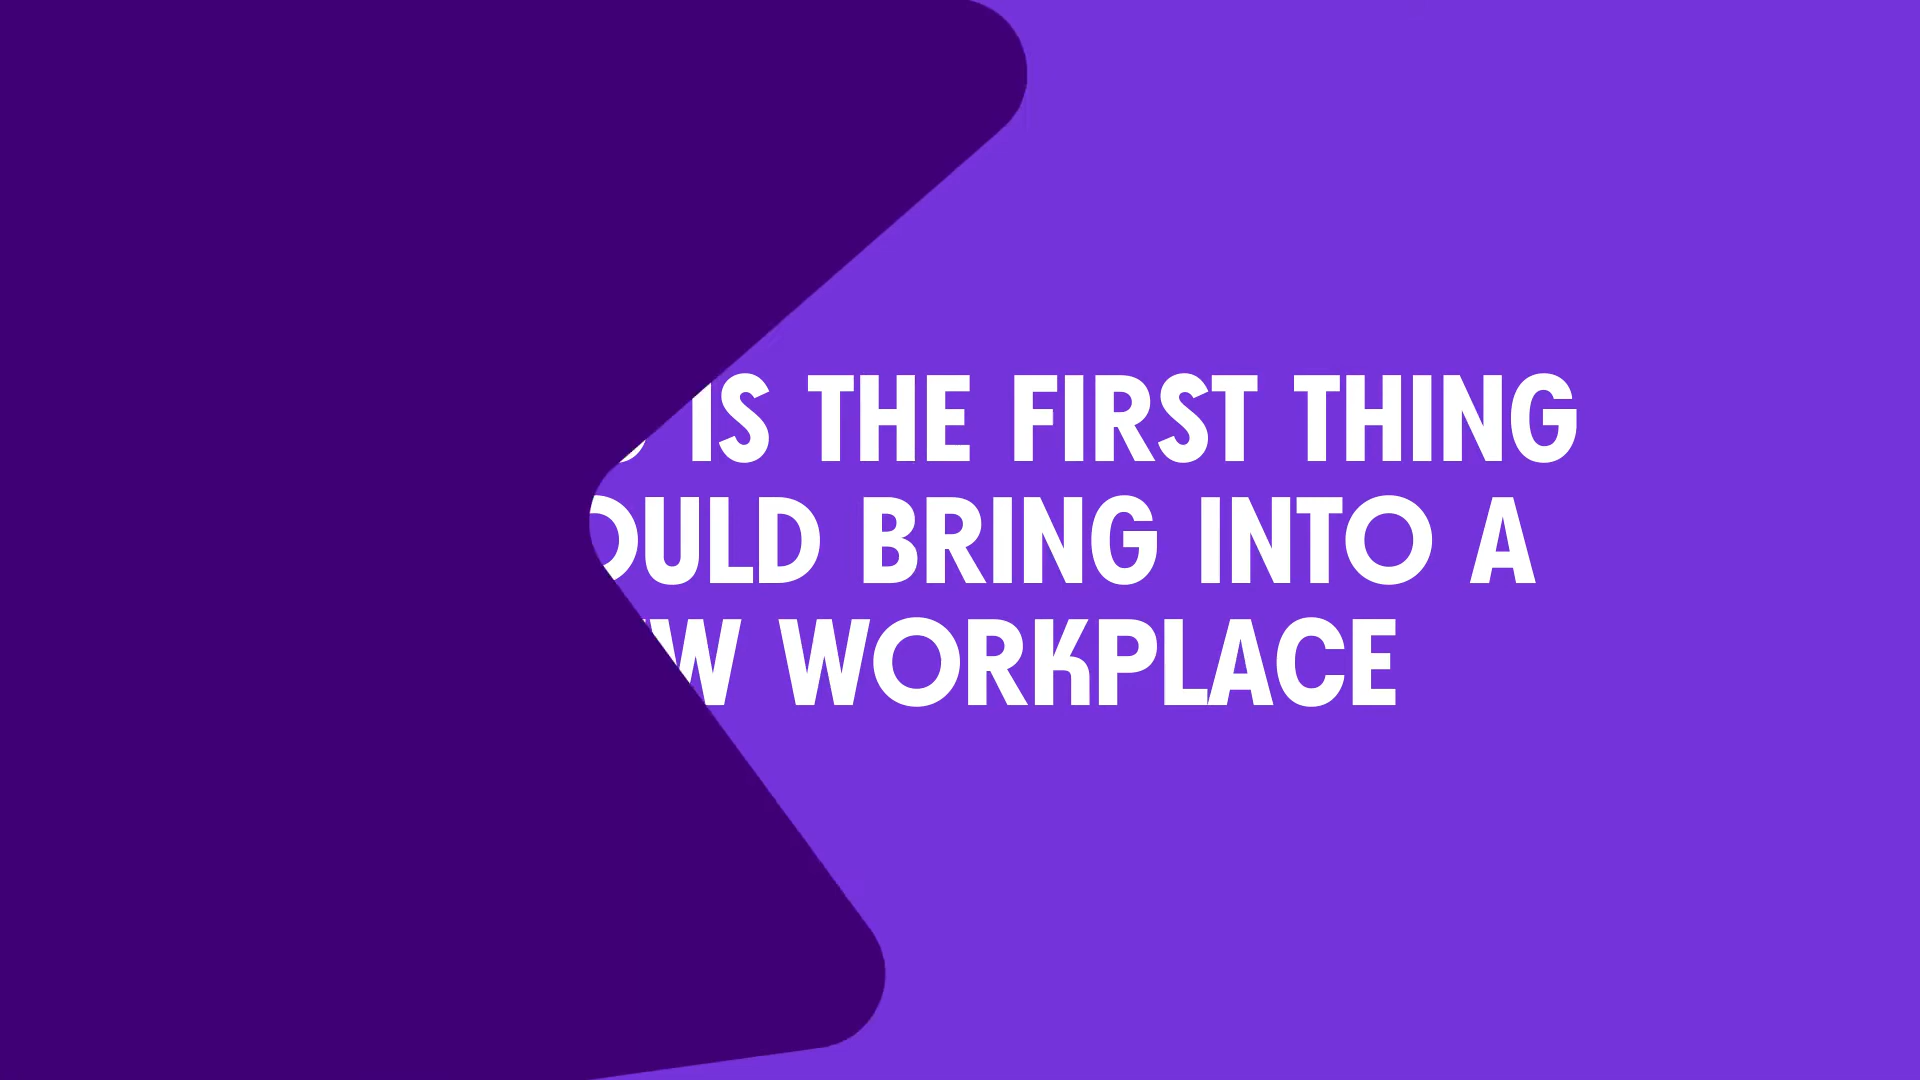 IS THE FIRST THING
OULD BRING INTO A
W WORKPLACE